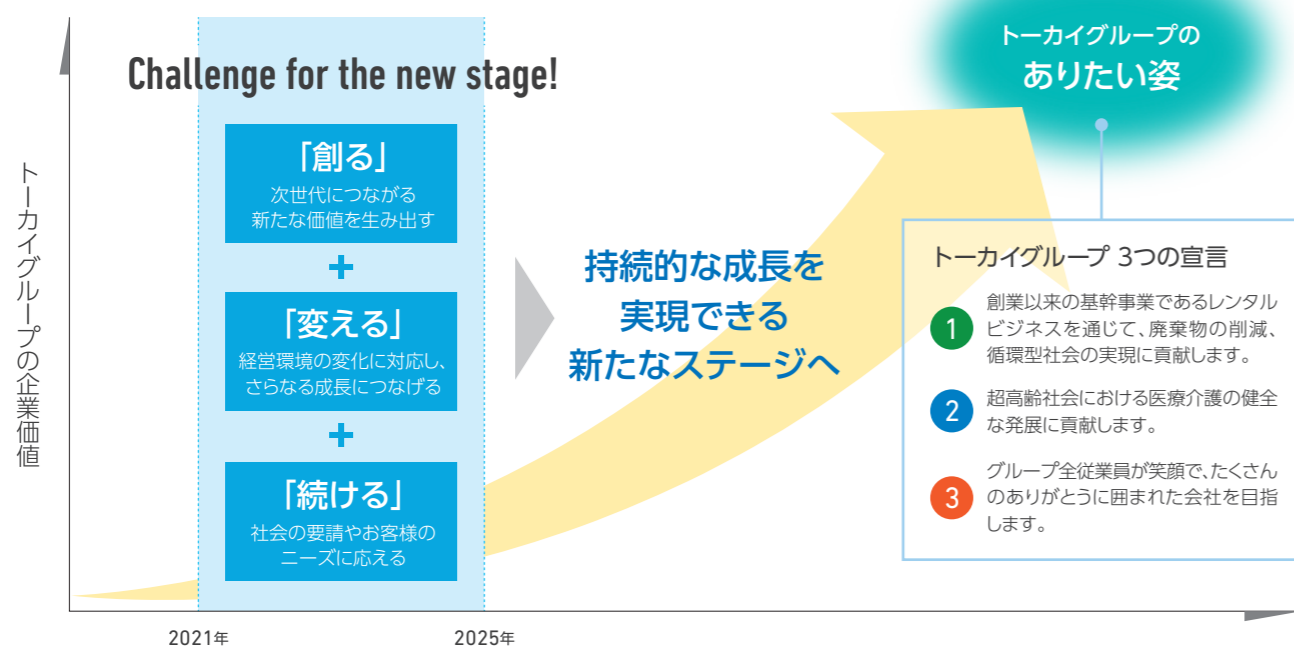 トーカイグループの企業価値
Challenge for the new stage!
「創る」
次世代につながる
新たな価値を生み出す
+
「変える」
経営環境の変化に対応し、
さらなる成長につなげる
+
「続ける」
社会の要請やお客様の
ニーズに応える
2021年
2025年
持続的な成長を
実現できる
新たなステージへ
トーカイグループの
ありたい姿
トーカイグループ 3つの宣言
1
創業以来の基幹事業であるレンタル
ビジネスを通じて、廃棄物の削減、
循環型社会の実現に貢献します。
2
超高齢社会における医療介護の健全
な発展に貢献します。
3
グループ全従業員が笑顔で、たくさん
のありがとうに囲まれた会社を目指
します。